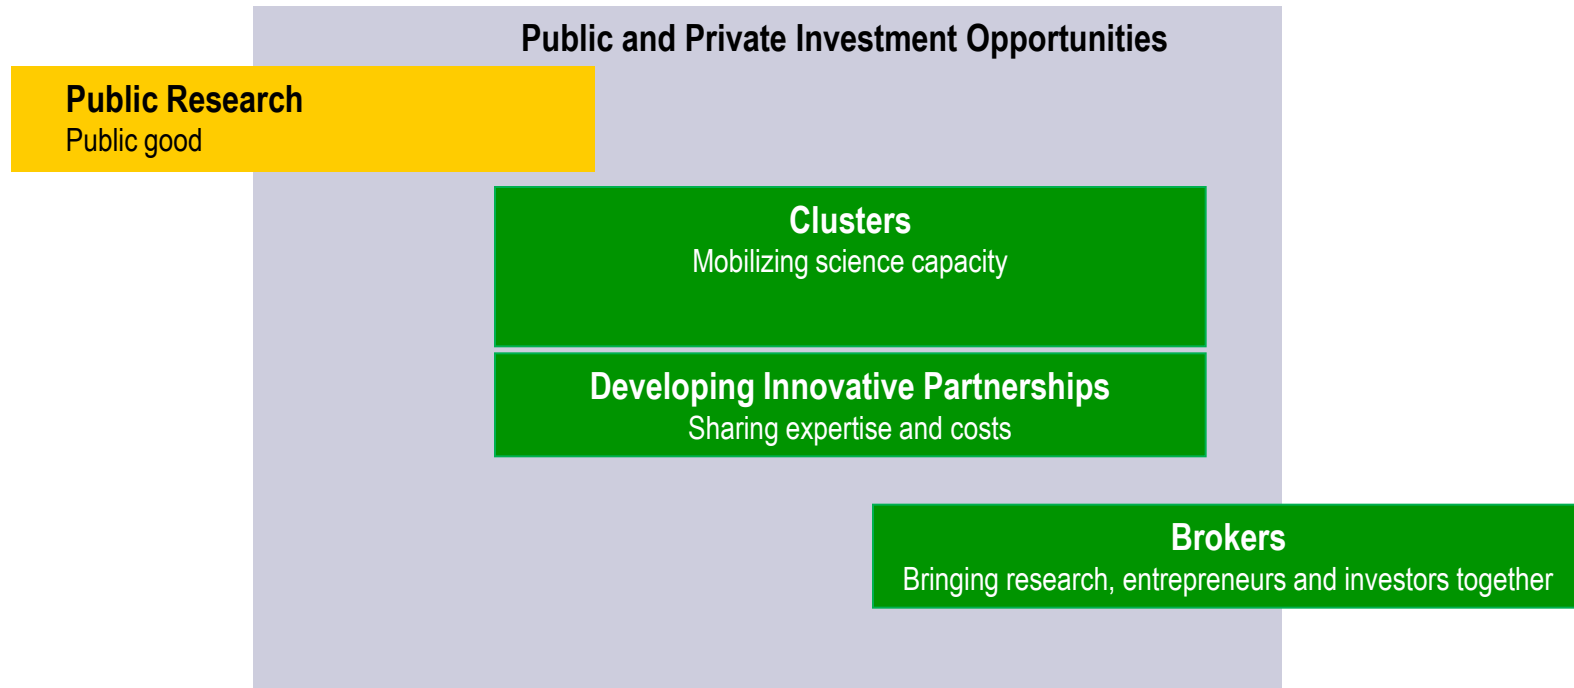 Public and Private Investment Opportunities
Public Research
Public good
Clusters
Mobilizing science capacity
Developing Innovative Partnerships
Sharing expertise and costs
Brokers
Bringing research, entrepreneurs and investors together